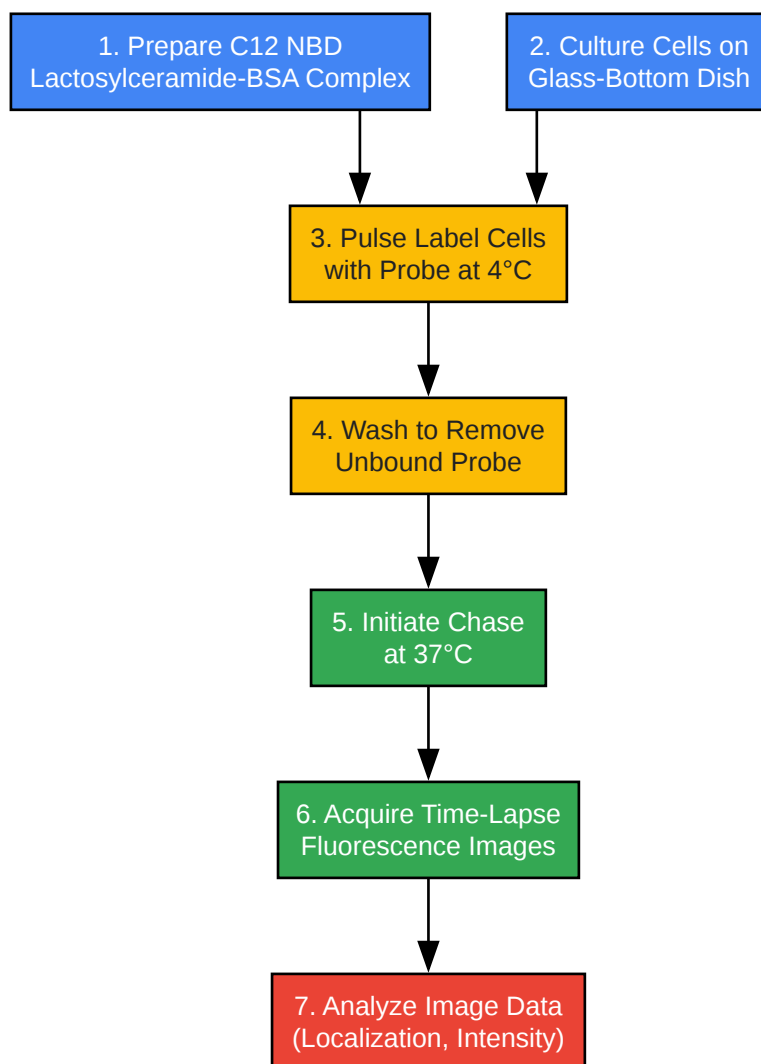 1. Prepare C12 NBD
Lactosylceramide-BSA Complex
2. Culture Cells on
Glass-Bottom Dish
3. Pulse Label Cells
with Probe at 4°C
4. Wash to Remove
Unbound Probe
5. Initiate Chase
at 37°C
6. Acquire Time-Lapse
Fluorescence Images
7. Analyze Image Data
(Localization, Intensity)